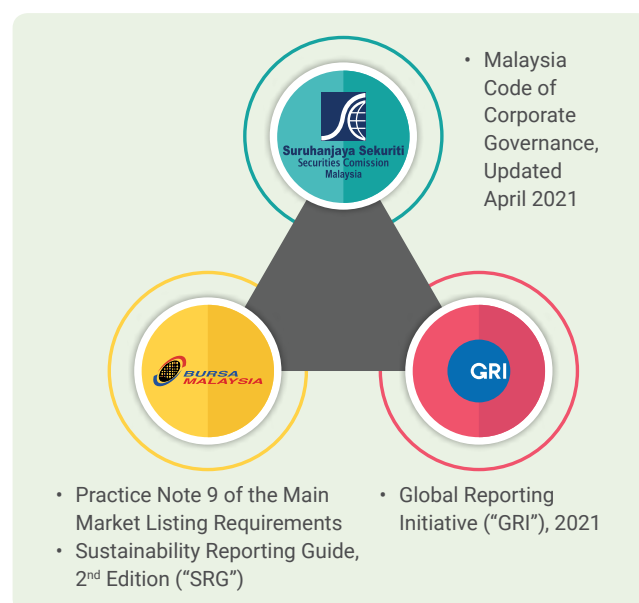 Suruhanjaya Sekuriti
Securities Comission
Malaysia
• Malaysia
Code of
Corporate
Governance,
Updated
April 2021
BURSA
MALAYSIA
GRI
• Practice Note 9 of the Main
Market Listing Requirements
• Sustainability Reporting Guide,
2nd Edition (“SRG”)
• Global Reporting
Initiative (“GRI”), 2021